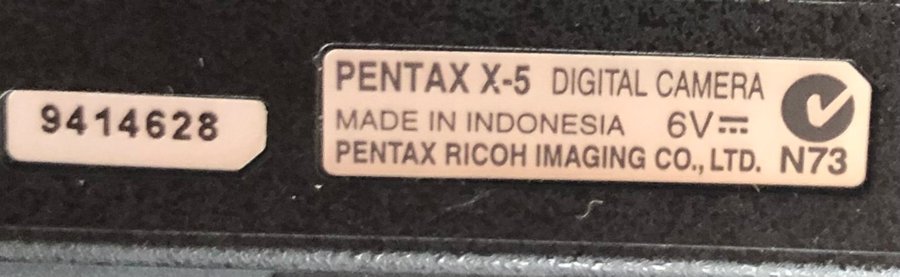 9414628
PENTAX X-5 DIGITAL CAMERA
MADE IN INDONESIA 6V⎓
PENTAX RICOH IMAGING CO., LTD. N73